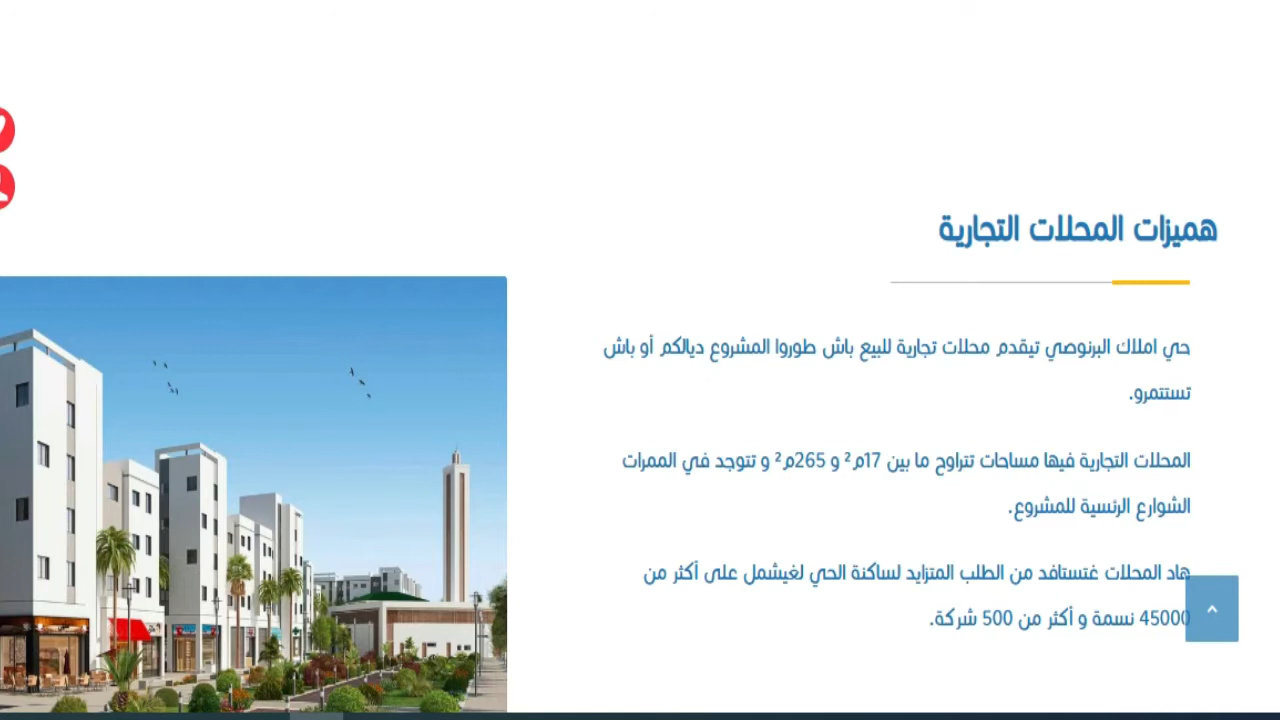 هميزات المحلات التجارية
حي املاك البرنوصي تيقدم محلات تجارية للبيع باش طوروا المشروع ديالكم أو باش
تستتمرو.
المحلات التجارية فيها مساحات تتراوح ما بين 17م² و 265م² و تتوجد في الممرات
الشوارع الرئسية للمشروع.
هاد المحلات غتستافد من الطلب المتزايد لساكنة الحي لغيشمل على أكثر من
45000 نسمة و أكثر من 500 شركة.